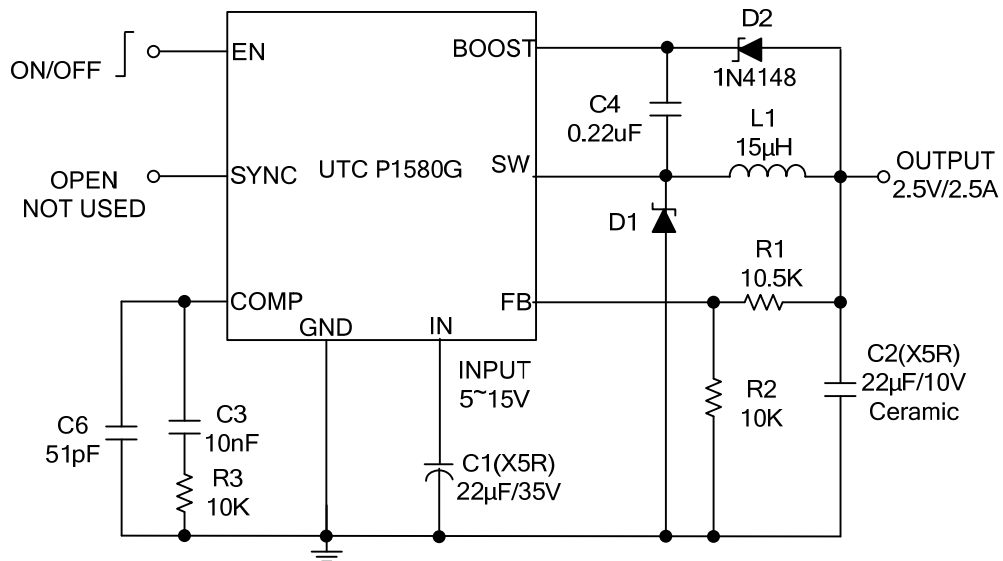 D2
EN
BOOST
ON/OFF
1N4148
C4
0.22uF
L1
15µH
SW
OUTPUT
2.5V/2.5A
UTC P1580G
SYNC
OPEN
NOT USED
D1
R1
10.5K
COMP
FB
GND
IN
INPUT
5~15V
C2(X5R)
22µF/10V
Ceramic
R2
10K
C6
51pF
C3
10nF
R3
10K
C1(X5R)
22µF/35V